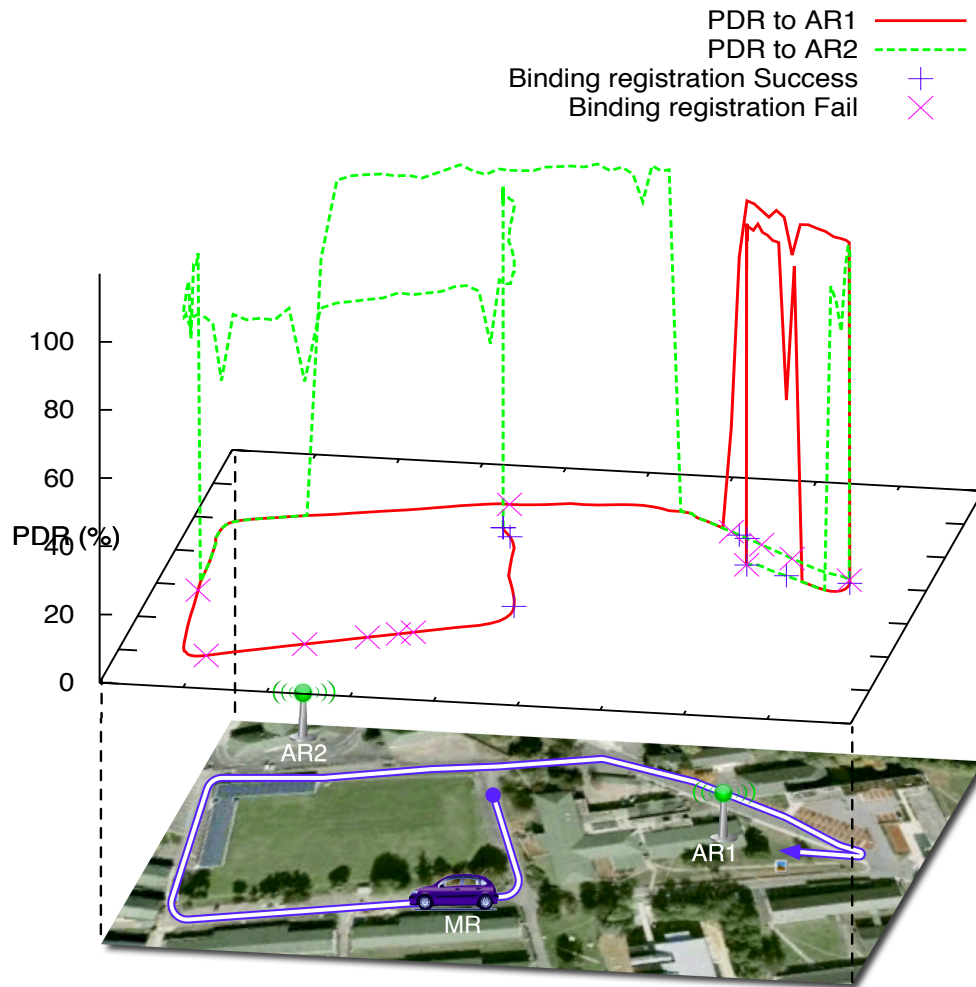 PDR to AR1
PDR to AR2
Binding registration Success
Binding registration Fail
100
80
60
PDR (%)
40
20
0
AR2
AR1
MR